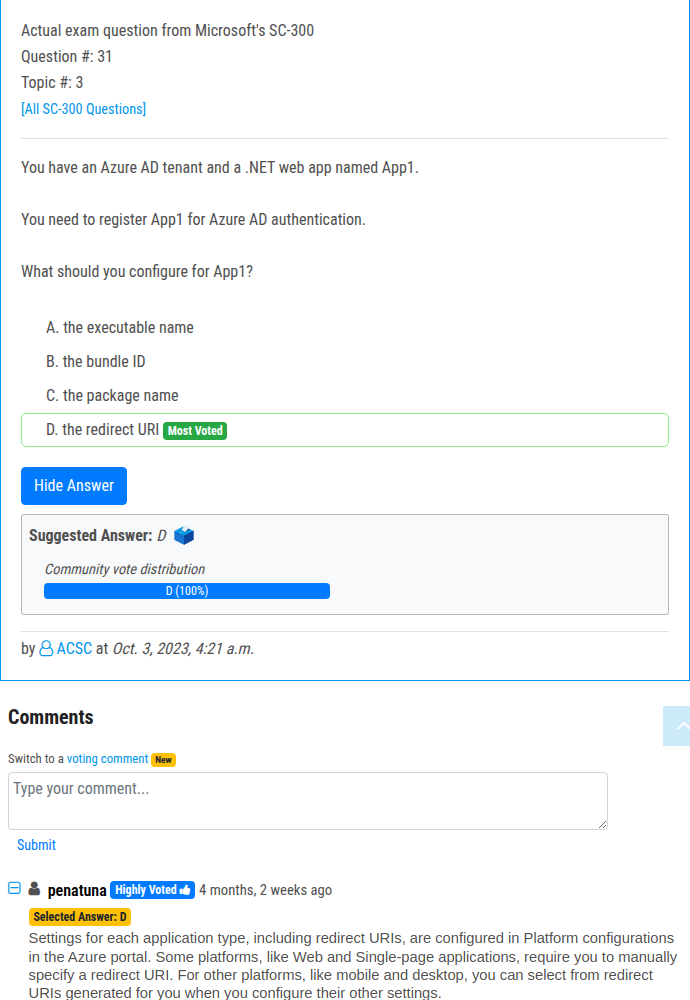 Actual exam question from Microsoft's SC-300
Question #: 31
Topic #: 3
[All SC-300 Questions]
You have an Azure AD tenant and a .NET web app named App1.
You need to register App1 for Azure AD authentication.
What should you configure for App1?
A. the executable name
B. the bundle ID
C. the package name
D. the redirect URI Most Voted
Hide Answer
Suggested Answer: D
Community vote distribution
D (100%)
by ACSC at Oct. 3, 2023, 4:21 a.m.
Comments
Switch to a voting comment New
Type your comment...
Submit
penatuna Highly Voted 4 months, 2 weeks ago
Selected Answer: D
Settings for each application type, including redirect URIs, are configured in Platform configurations
in the Azure portal. Some platforms, like Web and Single-page applications, require you to manually
specify a redirect URI. For other platforms, like mobile and desktop, you can select from redirect
URIs generated for you when you configure their other settings.